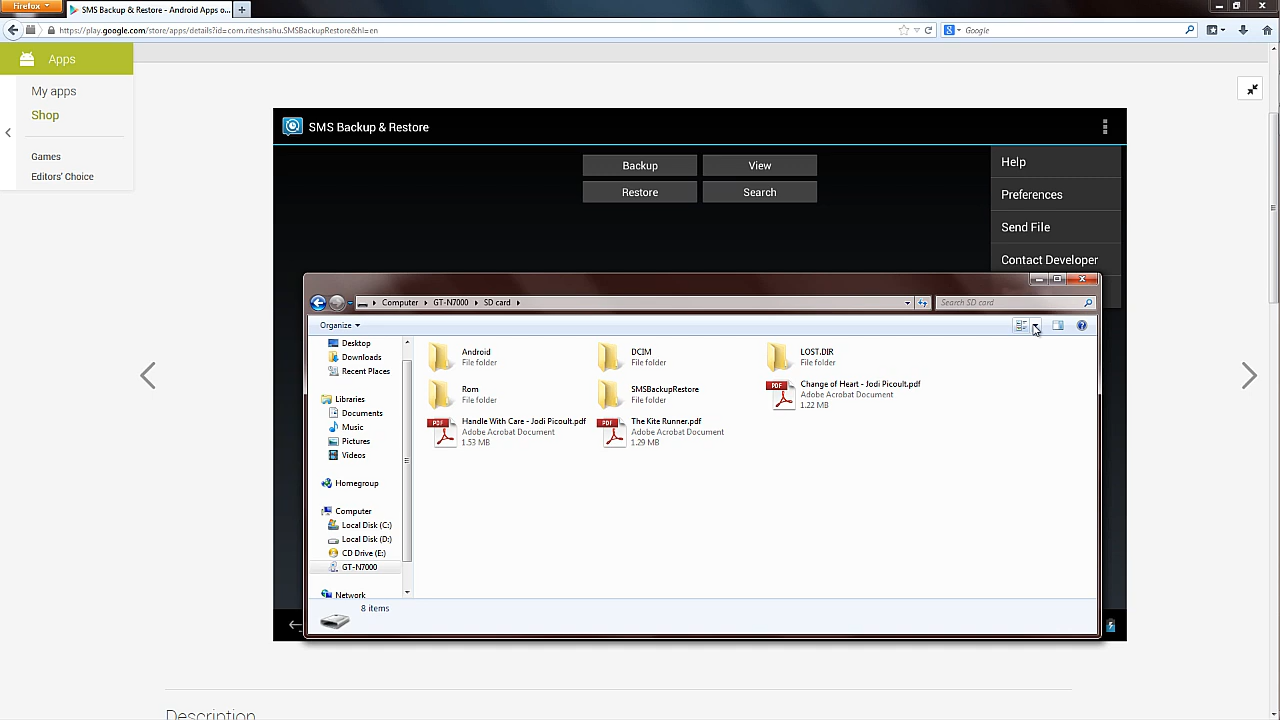 Firefox
SMS Backup & Restore - Android Apps o...
https://play.google.com/store/apps/details?id=com.riteshsahu.SMSBackupRestore&hl=en
Google
Apps
My apps
Shop
Games
Editors' Choice
SMS Backup & Restore
Backup
View
Restore
Search
Help
Preferences
Send File
Contact Developer
Computer
GT-N7000
SD card
Search SD card
Organize
Desktop
Downloads
Recent Places
Libraries
Documents
Music
Pictures
Videos
Homegroup
Computer
Local Disk (C:)
Local Disk (D:)
CD Drive (E:)
GT-N7000
Network
Android
File folder
DCIM
File folder
LOST.DIR
File folder
Rom
File folder
SMSBackupRestore
File folder
PDF
Change of Heart - Jodi Picoult.pdf
Adobe Acrobat Document
1.22 MB
PDF
Handle With Care - Jodi Picoult.pdf
Adobe Acrobat Document
1.53 MB
PDF
The Kite Runner.pdf
Adobe Acrobat Document
1.29 MB
8 items
Description